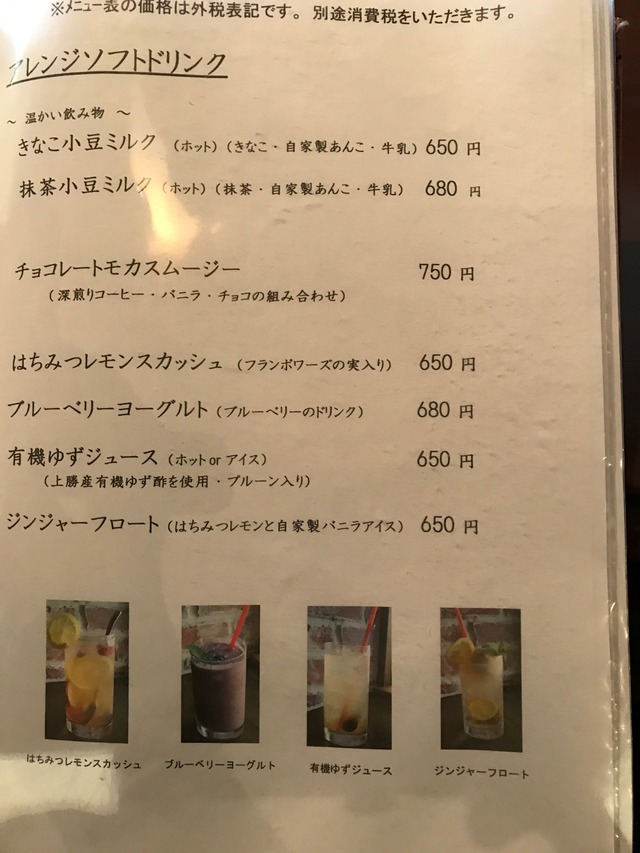 ※メニュー表の価格は外税表記です。別途消費税をいただきます。
アレンジソフトドリンク
～ 温かい飲み物 ～
きなこ小豆ミルク （ホット）（きなこ・自家製あんこ・牛乳） 650 円
抹茶小豆ミルク （ホット）（抹茶・自家製あんこ・牛乳） 680 円
チョコレートモカスムージー 750 円
（深煎りコーヒー・バニラ・チョコの組み合わせ）
はちみつレモンスカッシュ （フランボワーズの実入り） 650 円
ブルーベリーヨーグルト （ブルーベリーのドリンク） 680 円
有機ゆずジュース （ホット or アイス） 650 円
（上勝産有機ゆず酢を使用・プルーン入り）
ジンジャーフロート （はちみつレモンと自家製バニラアイス） 650 円
はちみつレモンスカッシュ ブルーベリーヨーグルト 有機ゆずジュース ジンジャーフロート